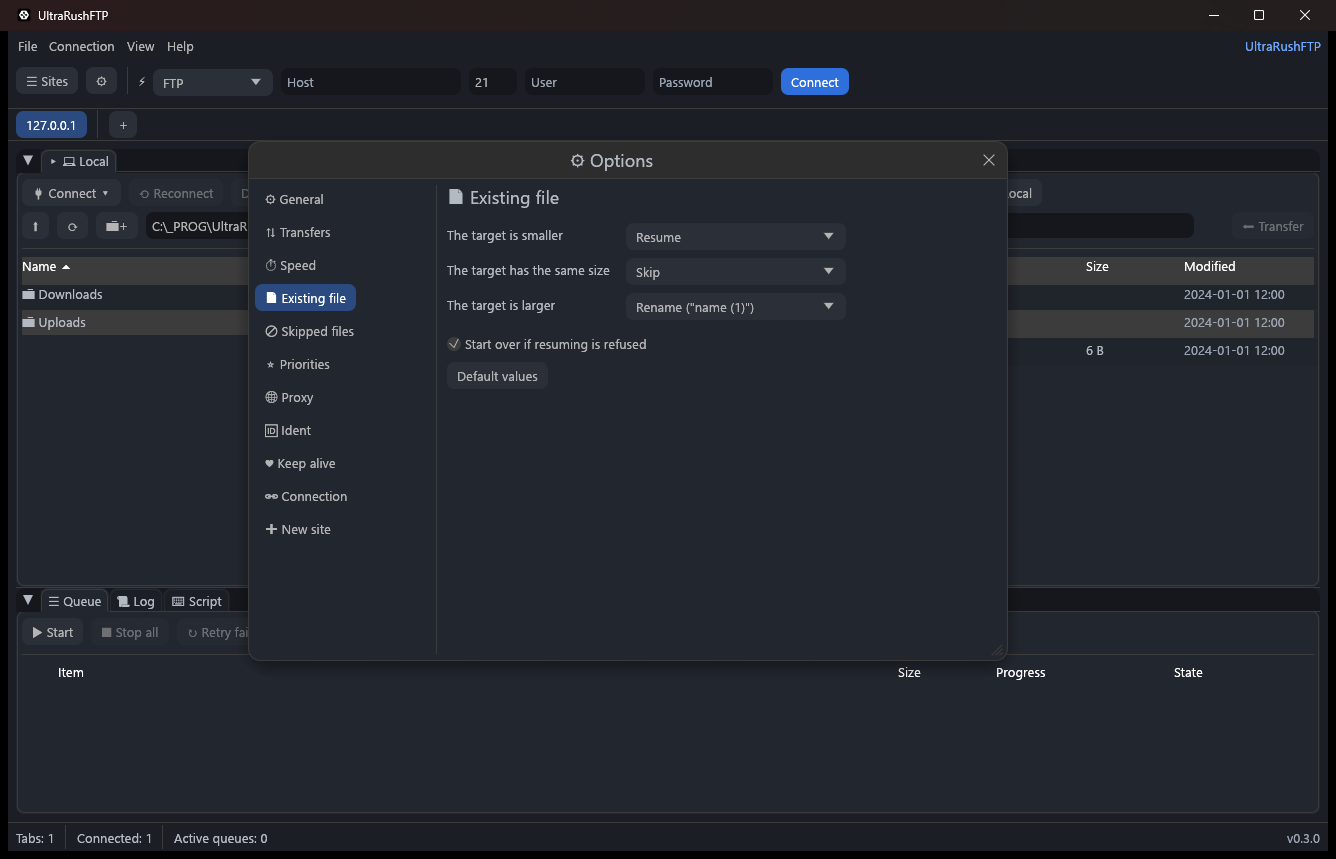 UltraRushFTP
File Connection View Help UltraRushFTP
Sites FTP Host 21 User Password Connect
127.0.0.1 +
Local Options
Connect Reconnect
C:\_PROG\UltraR Transfer
Name Size Modified
Downloads 2024-01-01 12:00
Uploads 2024-01-01 12:00
6 B 2024-01-01 12:00
General
Transfers
Speed
Existing file
Skipped files
Priorities
Proxy
Ident
Keep alive
Connection
New site
Existing file
The target is smaller Resume
The target has the same size Skip
The target is larger Rename ("name (1)")
Start over if resuming is refused
Default values
Queue Log Script
Start Stop all Retry fai
Item Size Progress State
Tabs: 1 Connected: 1 Active queues: 0 v0.3.0